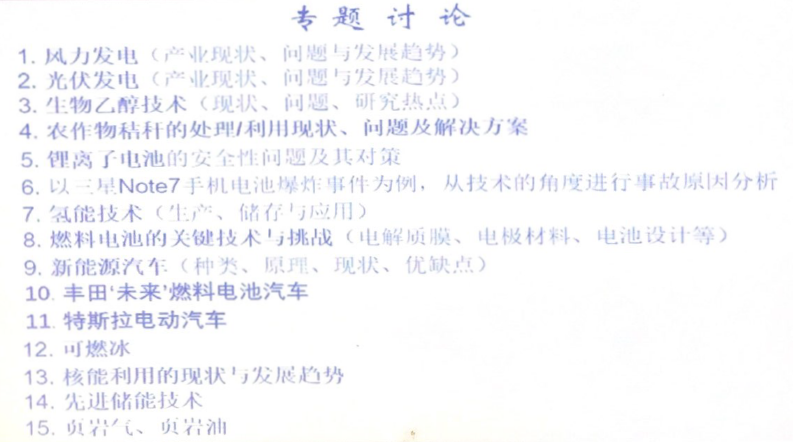 专题讨论
1. 风力发电（产业现状、问题与发展趋势）
2. 光伏发电（产业现状、问题与发展趋势）
3. 生物乙醇技术（现状、问题、研究热点）
4. 农作物秸秆的处理/利用现状、问题及解决方案
5. 锂离子电池的安全性问题及其对策
6. 以三星Note7手机电池爆炸事件为例，从技术的角度进行事故原因分析
7. 氢能技术（生产、储存与应用）
8. 燃料电池的关键技术与挑战（电解质膜、电极材料、电池设计等）
9. 新能源汽车（种类、原理、现状、优缺点）
10. 丰田‘未来’燃料电池汽车
11. 特斯拉电动汽车
12. 可燃冰
13. 核能利用的现状与发展趋势
14. 先进储能技术
15. 页岩气、页岩油